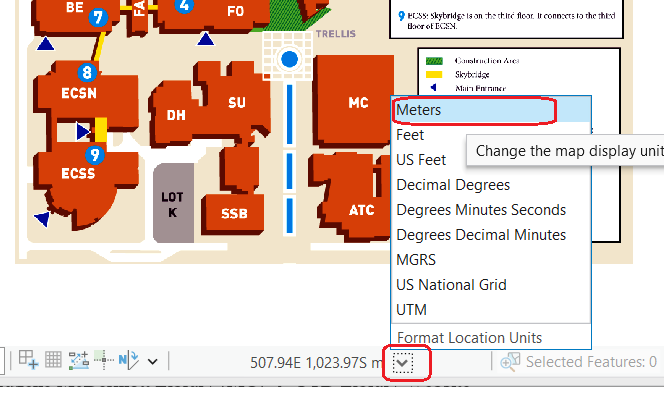 BE
7
FA
4
FO
TRELLIS
9 ECSS: Skybridge is on the third floor. It connects to the third
floor of ECSN.
Construction Area
Skybridge
Main Entrance
8
ECSN
DH
SU
MC
9
ECSS
LOT
K
SSB
ATC
Meters
Feet
US Feet
Decimal Degrees
Degrees Minutes Seconds
Degrees Decimal Minutes
MGRS
US National Grid
UTM
Format Location Units
Change the map display unit
N
507.94E 1,023.97S m
Selected Features: 0